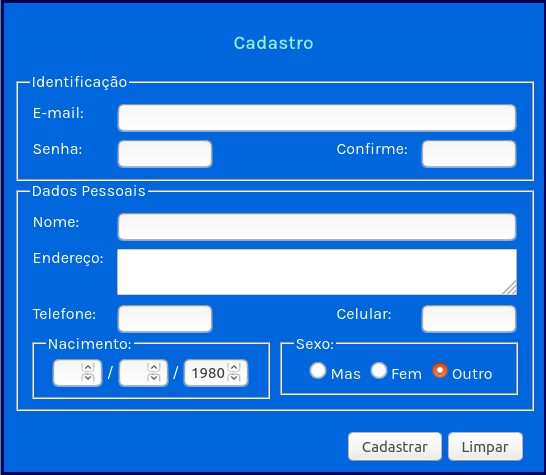 Cadastro
Identificação
E-mail:
Senha: Confirme:
Dados Pessoais
Nome:
Endereço:
Telefone: Celular:
Nacimento: Sexo:
/ / 1980 Mas Fem Outro
Cadastrar Limpar